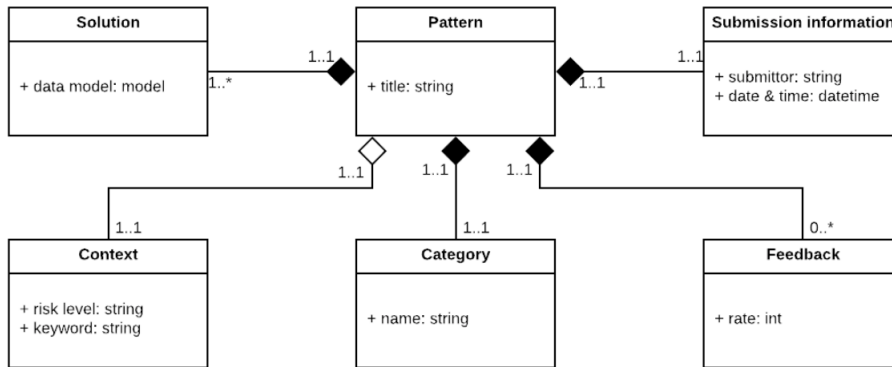 Solution
+ data model: model
1..1
1..*
Pattern
+ title: string
1..1
1..1
Submission information
+ submittor: string
+ date & time: datetime
1..1
1..1
1..1
1..1
1..1
0..*
Context
+ risk level: string
+ keyword: string
Category
+ name: string
Feedback
+ rate: int